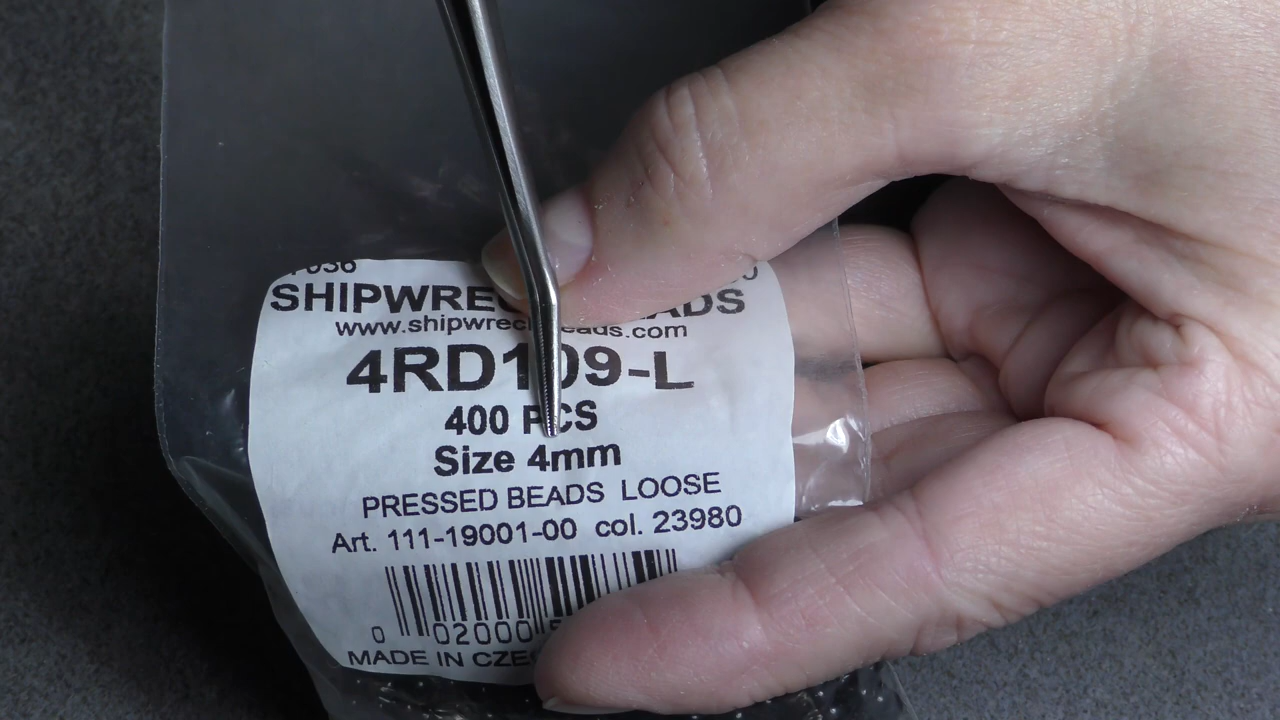 SHIPWRE ADS
www.shipwrec eads.com
4RD109-L
400 PCS
Size 4mm
PRESSED BEADS LOOSE
Art. 111-19001-00 col. 23980
0 02000
MADE IN CZE